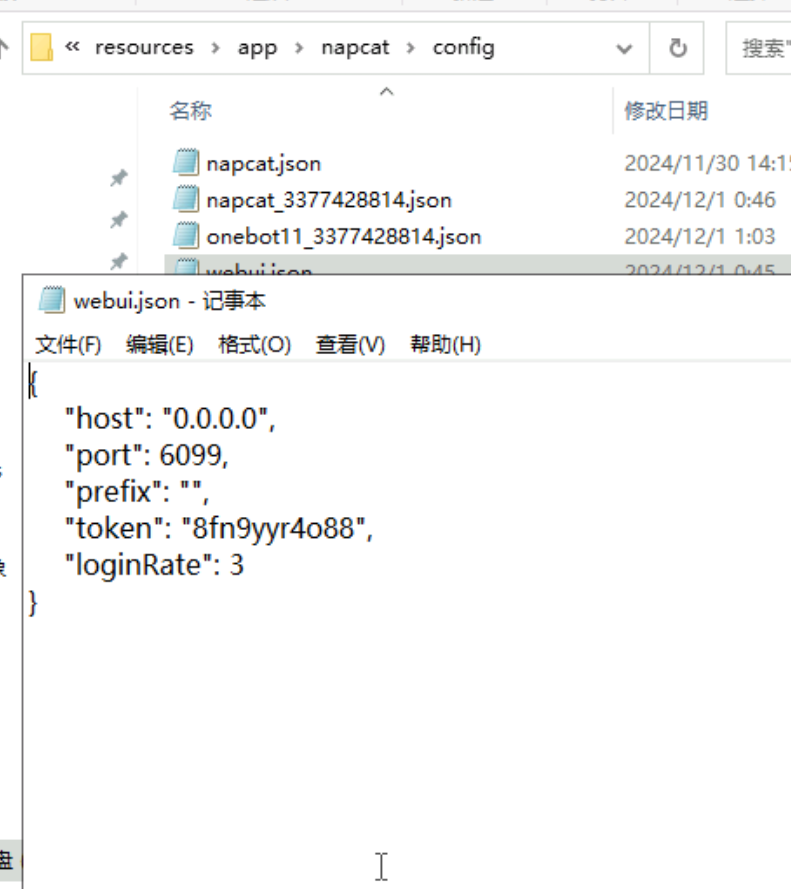 « resources › app › napcat › config
搜索"
名称
修改日期
napcat.json
2024/11/30 14:15
napcat_3377428814.json
2024/12/1 0:46
onebot11_3377428814.json
2024/12/1 1:03
webui.json
2024/12/1 0:45
webui.json - 记事本
文件(F) 编辑(E) 格式(O) 查看(V) 帮助(H)
{
"host": "0.0.0.0",
"port": 6099,
"prefix": "",
"token": "8fn9yyr4o88",
"loginRate": 3
}
盘